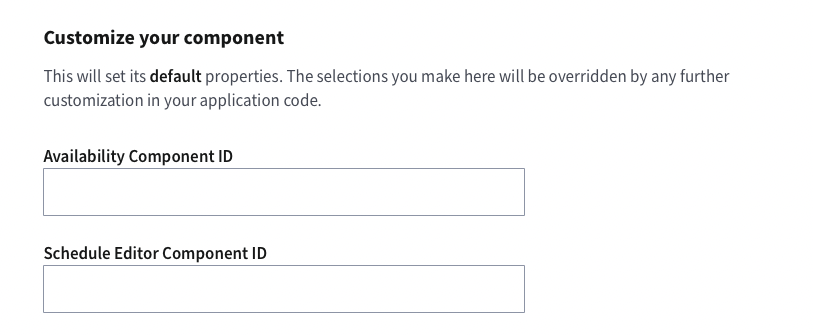 Customize your component
This will set its default properties. The selections you make here will be overridden by any further
customization in your application code.
Availability Component ID
Schedule Editor Component ID